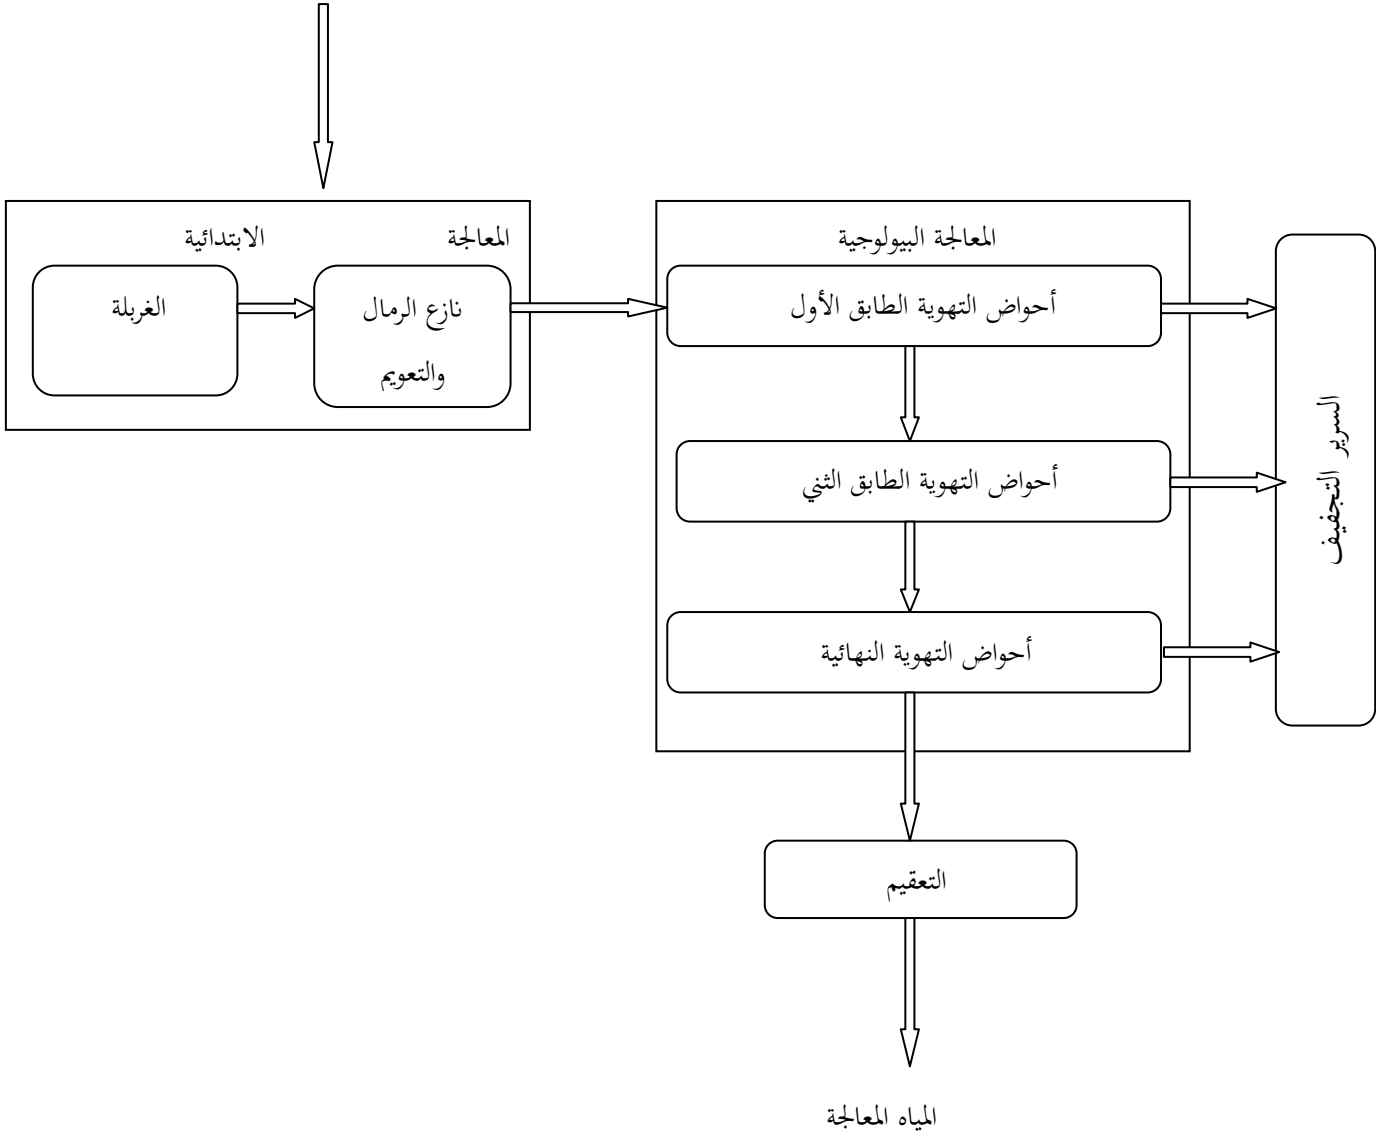 المعالجة الابتدائية
الغربلة
نازع الرمال
والتعويم
المعالجة البيولوجية
أحواض التهوية الطابق الأول
أحواض التهوية الطابق الثني
أحواض التهوية النهائية
السرير التجفيف
التعقيم
المياه المعالجة